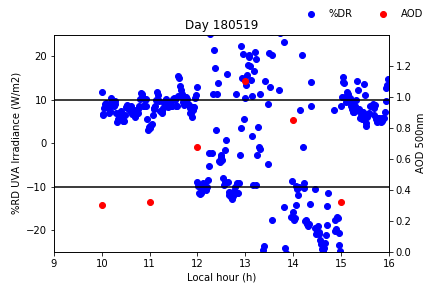 %DR AOD
Day 180519
20
10
0
−10
−20
%RD UVA Irradiance (W/m2)
1.2
1.0
0.8
0.6
0.4
0.2
0.0
AOD 500nm
9 10 11 12 13 14 15 16
Local hour (h)